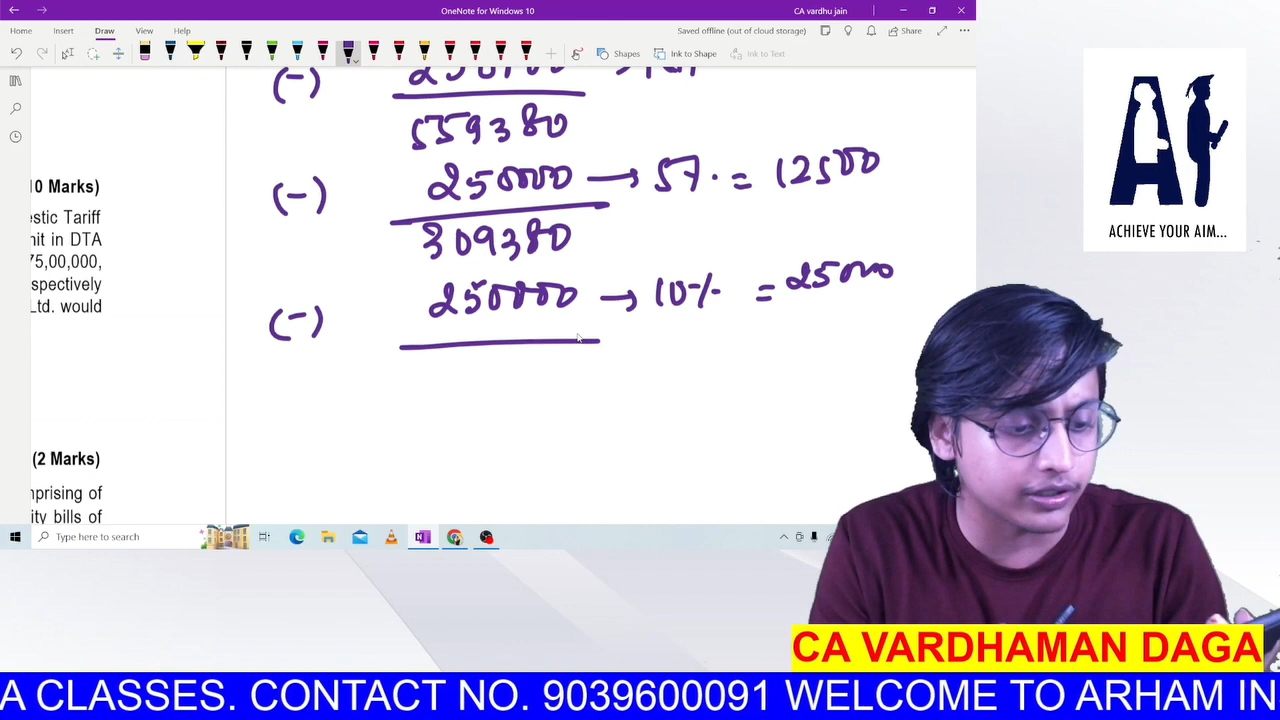 OneNote for Windows 10
CA vardhu jain
Home Insert Draw View Help
Saved offline (out of cloud storage)
Share
Shapes
Ink to Shape
Ink to Text
(-)
559380
(-) 250000 → 5%. = 12500
309380
(-) 250000 → 10% = 25000
10 Marks)
estic Tariff
nit in DTA
75,00,000,
spectively
Ltd. would
(2 Marks)
nprising of
ity bills of
Type here to search
AI
ACHIEVE YOUR AIM...
CA VARDHAMAN DAGA
A CLASSES. CONTACT NO. 9039600091 WELCOME TO ARHAM IN